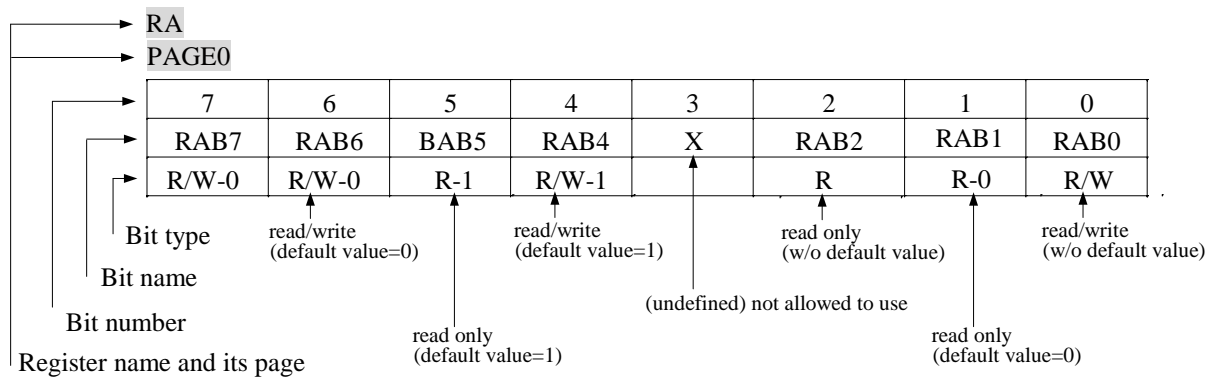 RA
PAGE0
7 6 5 4 3 2 1 0
RAB7 RAB6 BAB5 RAB4 X RAB2 RAB1 RAB0
R/W-0 R/W-0 R-1 R/W-1 R R-0 R/W
Bit type
read/write
(default value=0)
read/write
(default value=1)
read only
(w/o default value)
read/write
(w/o default value)
Bit name
(undefined) not allowed to use
Bit number
read only
(default value=1)
read only
(default value=0)
Register name and its page